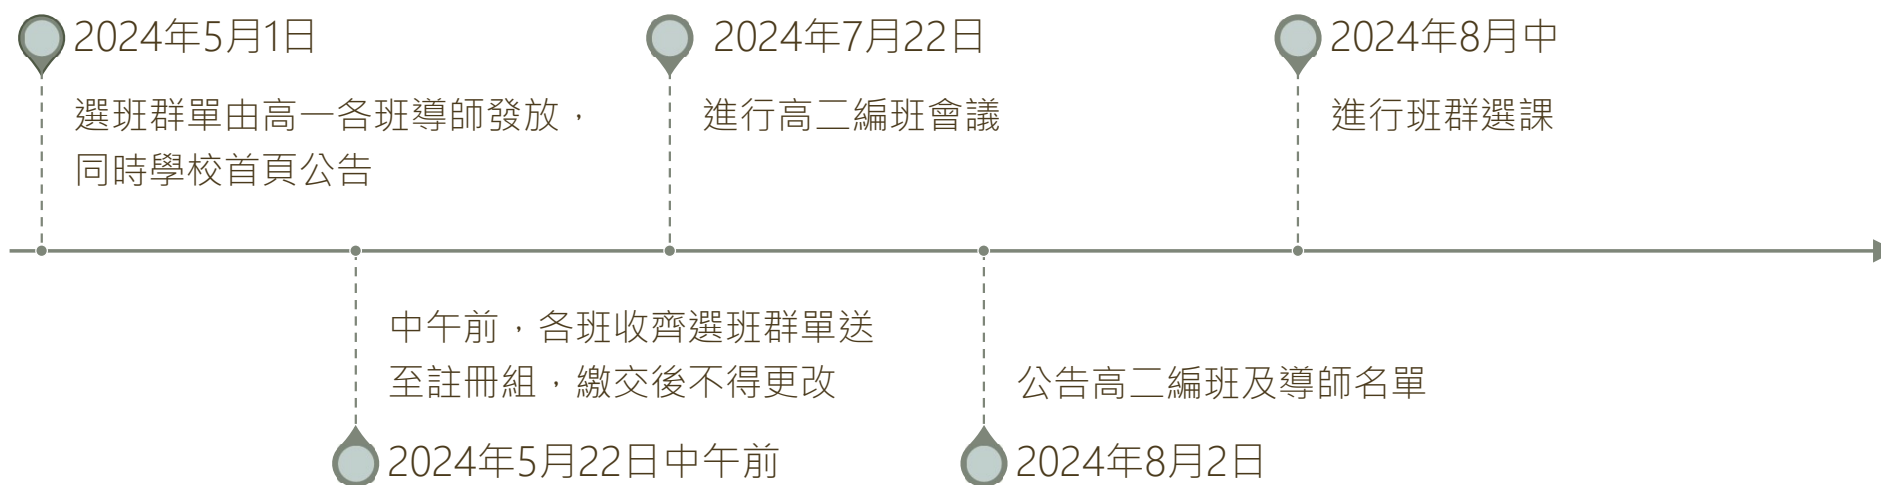 2024年5月1日
選班群單由高一各班導師發放，
同時學校首頁公告
中午前，各班收齊選班群單送
至註冊組，繳交後不得更改
2024年5月22日中午前
2024年7月22日
進行高二編班會議
公告高二編班及導師名單
2024年8月2日
2024年8月中
進行班群選課